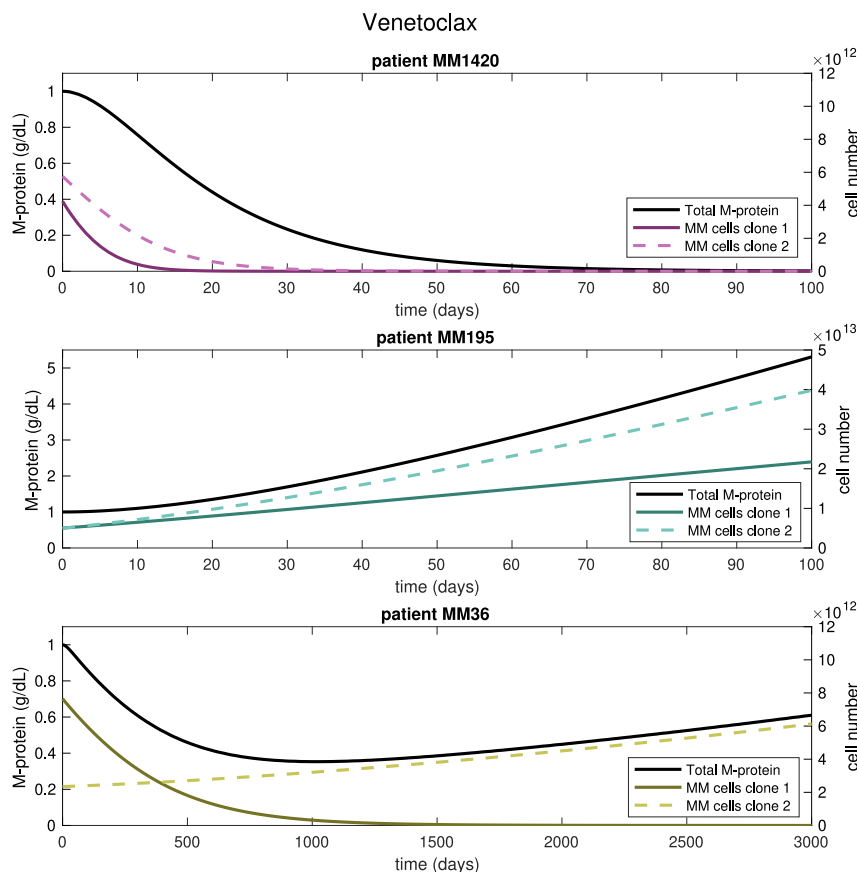 Venetoclax
patient MM1420
×10^12
M-protein (g/dL)
1
0.8
0.6
0.4
0.2
0
12
10
8
6
4
2
0
cell number
Total M-protein
MM cells clone 1
MM cells clone 2
0 10 20 30 40 50 60 70 80 90 100
time (days)
patient MM195
×10^13
M-protein (g/dL)
5
4
3
2
1
0
5
4
3
2
1
0
cell number
Total M-protein
MM cells clone 1
MM cells clone 2
0 10 20 30 40 50 60 70 80 90 100
time (days)
patient MM36
×10^12
M-protein (g/dL)
1
0.8
0.6
0.4
0.2
0
12
10
8
6
4
2
0
cell number
Total M-protein
MM cells clone 1
MM cells clone 2
0 500 1000 1500 2000 2500 3000
time (days)